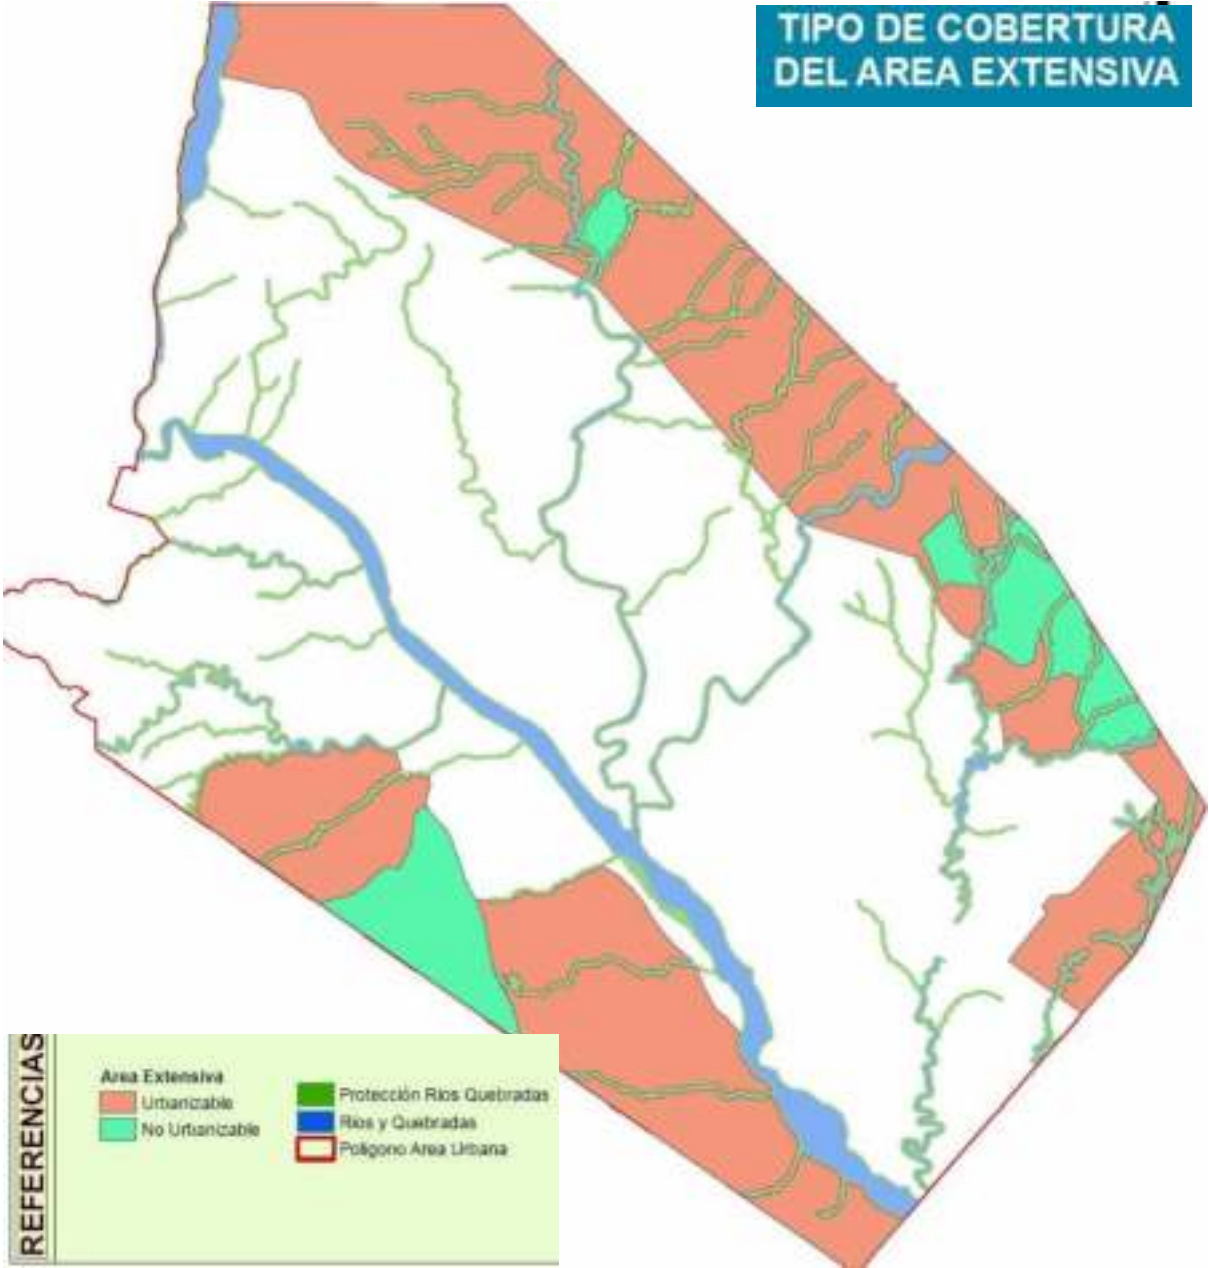 TIPO DE COBERTURA
DEL AREA EXTENSIVA
REFERENCIAS
Area Extensiva
Urbanizable
No Urbanizable
Protección Rios Quebradas
Rios y Quebradas
Poligono Area Urbana